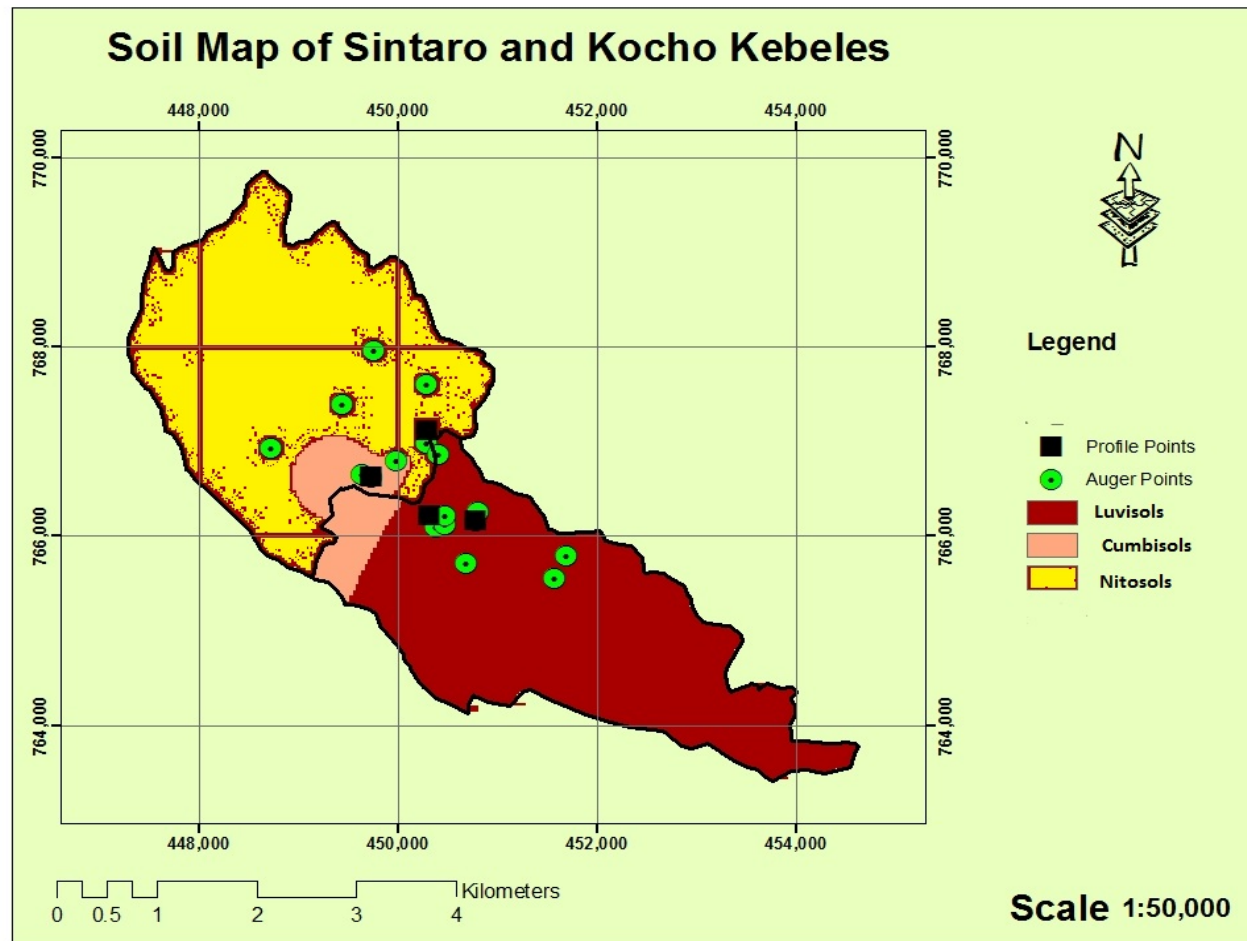 Soil Map of Sintaro and Kocho Kebeles
448,000 450,000 452,000 454,000
770,000 770,000
N
768,000 768,000
Legend
Profile Points
Auger Points
Luvisols
Cumbisols
Nitosols
766,000 766,000
764,000 764,000
448,000 450,000 452,000 454,000
Kilometers
0 0.5 1 2 3 4
Scale 1:50,000